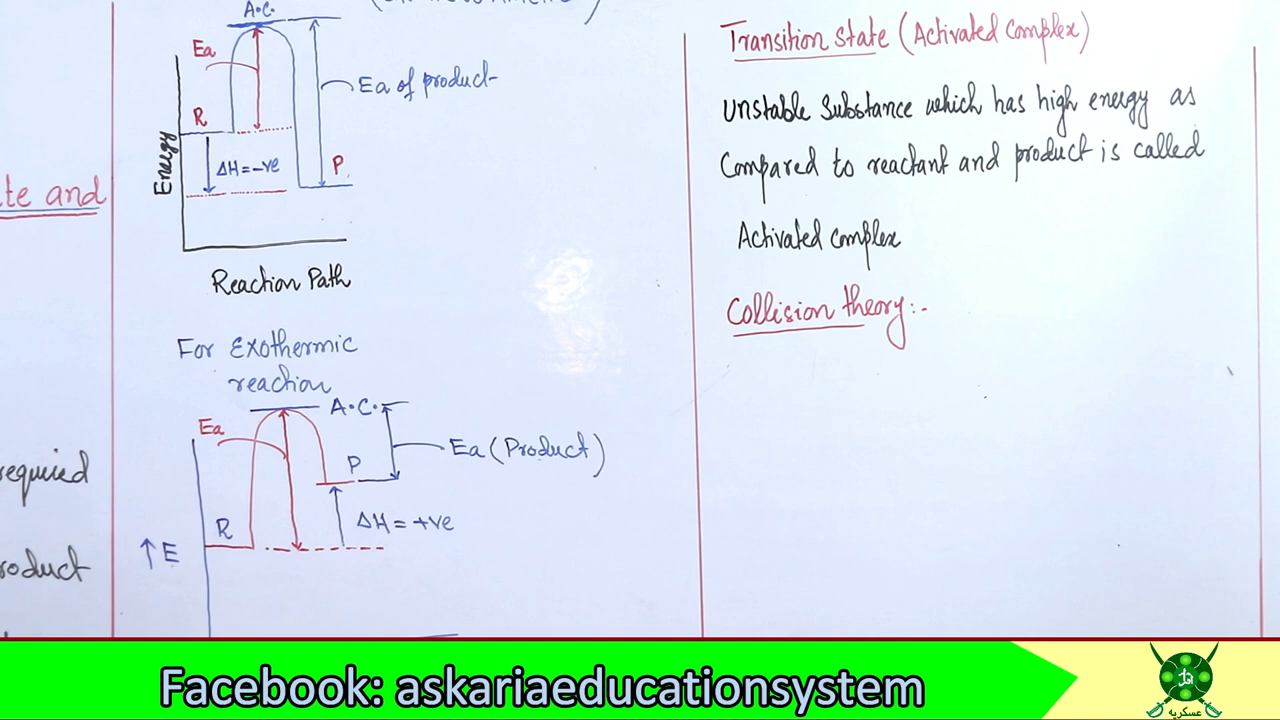 te and
required
roduct
A.C.
Ea
Ea of product
R
ΔH=-ve
P
Energy
Reaction Path
For Exothermic
reaction
A.C.
Ea
Ea (Product)
P
R
ΔH = +ve
↑E
Transition state (Activated complex)
Unstable Substance which has high energy as
Compared to reactant and product is called
Activated complex
Collision theory:-
Facebook: askariaeducationsystem
عسکریہ